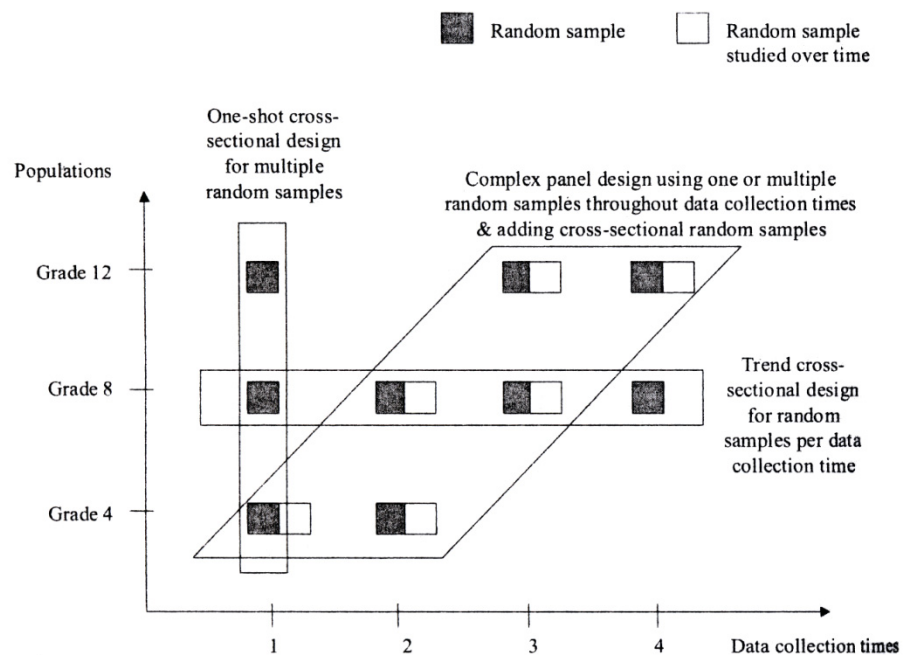 Random sample
Random sample
studied over time
One-shot cross-
sectional design
for multiple
random samples
Populations
Complex panel design using one or multiple
random samples throughout data collection times
& adding cross-sectional random samples
Grade 12
Grade 8
Trend cross-
sectional design
for random
samples per data
collection time
Grade 4
1
2
3
4
Data collection times